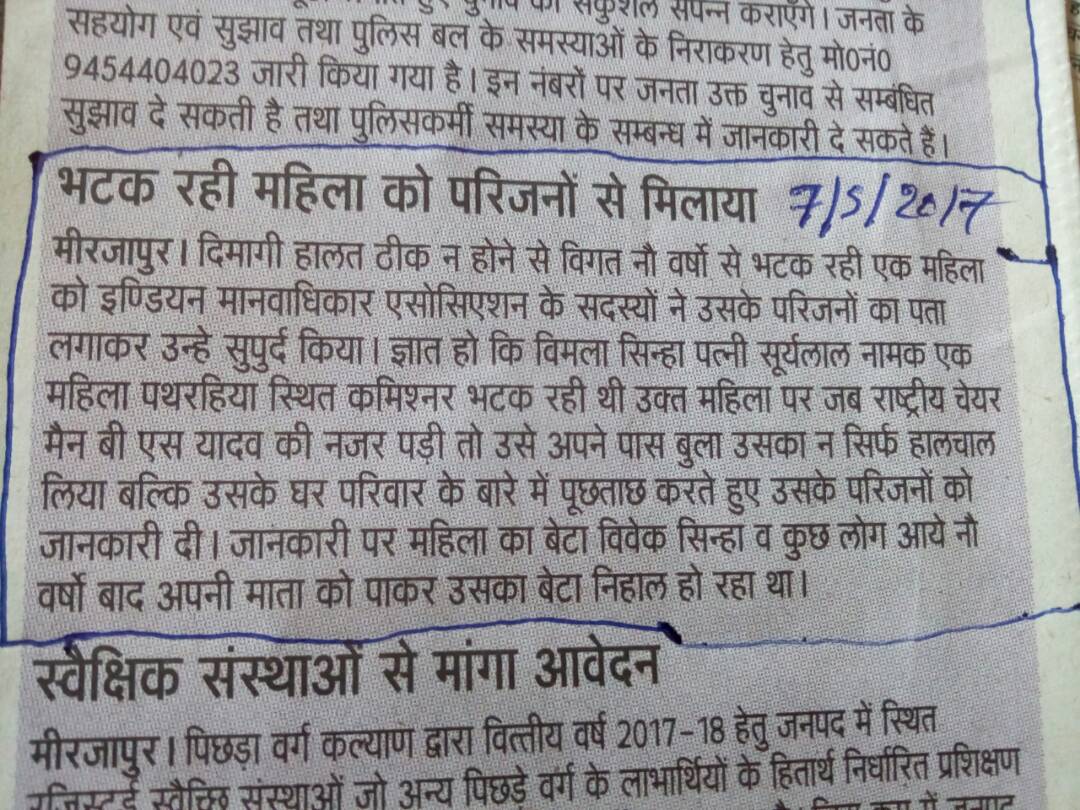 हुए चुनाव को सकुशल संपन्न कराएंगे। जनता के
सहयोग एवं सुझाव तथा पुलिस बल के समस्याओं के निराकरण हेतु मो0नं0
9454404023 जारी किया गया है। इन नंबरों पर जनता उक्त चुनाव से सम्बंधित
सुझाव दे सकती है तथा पुलिसकर्मी समस्या के सम्बन्ध में जानकारी दे सकते हैं।
भटक रही महिला को परिजनों से मिलाया 7/5/2017
मीरजापुर। दिमागी हालत ठीक न होने से विगत नौ वर्षो से भटक रही एक महिला
को इण्डियन मानवाधिकार एसोसिएशन के सदस्यों ने उसके परिजनों का पता
लगाकर उन्हे सुपुर्द किया। ज्ञात हो कि विमला सिन्हा पत्नी सूर्यलाल नामक एक
महिला पथरहिया स्थित कमिश्नर भटक रही थी उक्त महिला पर जब राष्ट्रीय चेयर
मैन बी एस यादव की नजर पड़ी तो उसे अपने पास बुला उसका न सिर्फ हालचाल
लिया बल्कि उसके घर परिवार के बारे में पूछताछ करते हुए उसके परिजनों को
जानकारी दी। जानकारी पर महिला का बेटा विवेक सिन्हा व कुछ लोग आये नौ
वर्षो बाद अपनी माता को पाकर उसका बेटा निहाल हो रहा था।
स्वैक्षिक संस्थाओं से मांगा आवेदन
मीरजापुर। पिछड़ा वर्ग कल्याण द्वारा वित्तीय वर्ष 2017-18 हेतु जनपद में स्थित
रजिस्टर्ड स्वैच्छि संस्थाओं जो अन्य पिछड़े वर्ग के लाभार्थियों के हितार्थ निर्धारित प्रशिक्षण